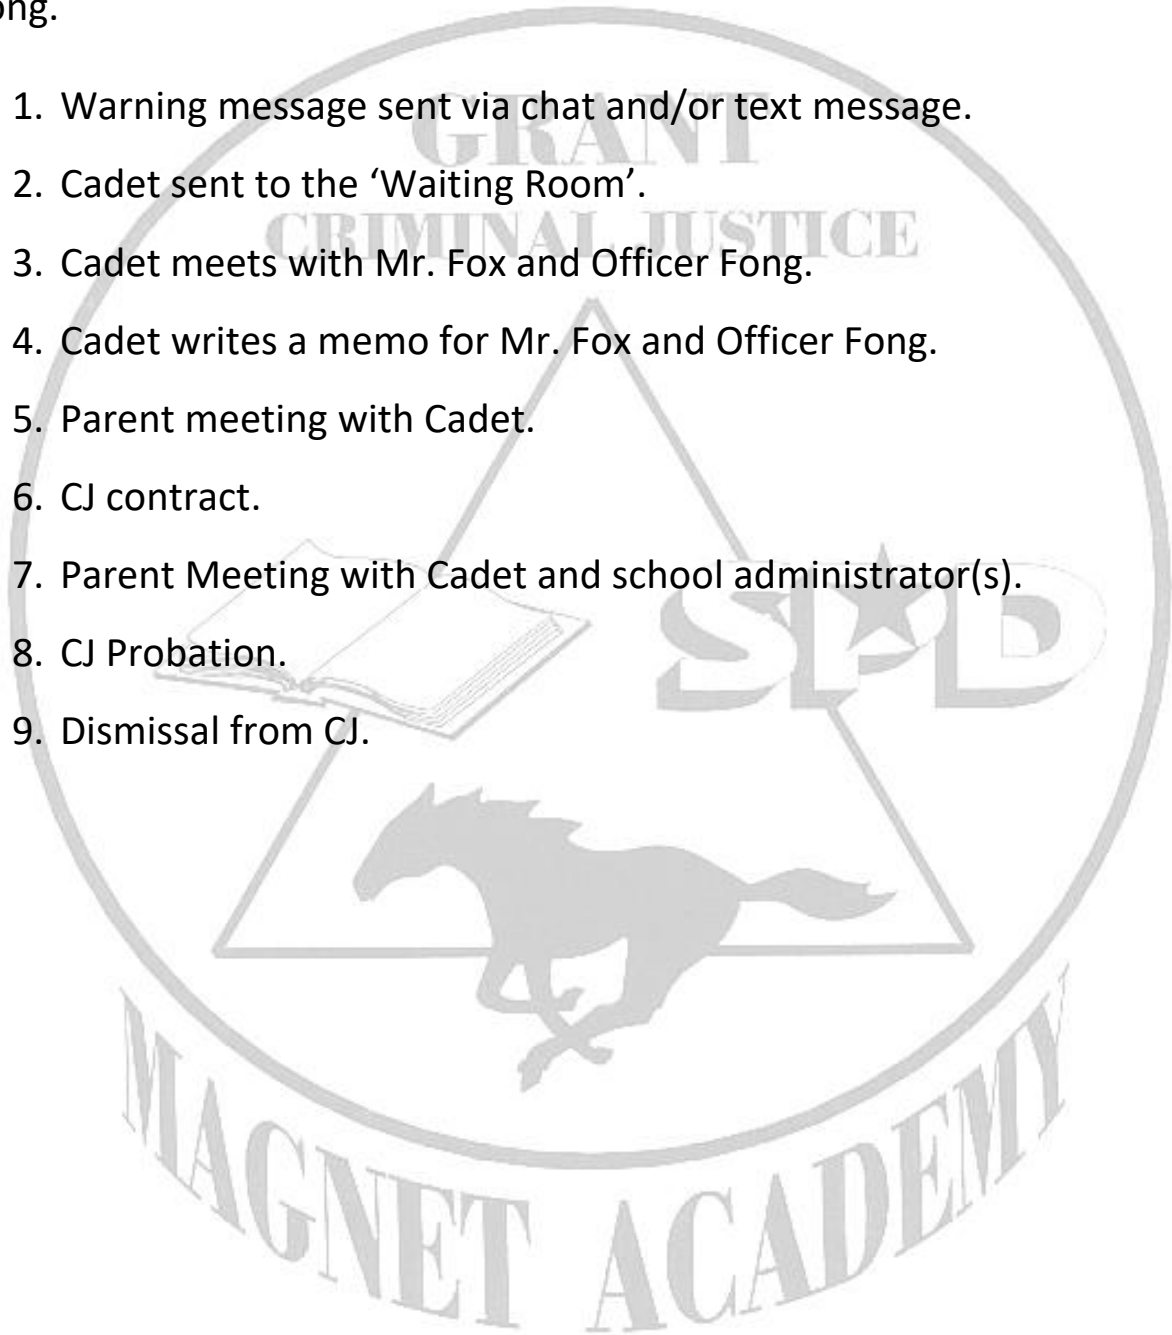 ong.
1. Warning message sent via chat and/or text message.
GRANT
2. Cadet sent to the ‘Waiting Room’.
CRIMINAL JUSTICE
3. Cadet meets with Mr. Fox and Officer Fong.
4. Cadet writes a memo for Mr. Fox and Officer Fong.
5. Parent meeting with Cadet.
6. CJ contract.
7. Parent Meeting with Cadet and school administrator(s).
SPD
8. CJ Probation.
9. Dismissal from CJ.
MAGNET ACADEMY